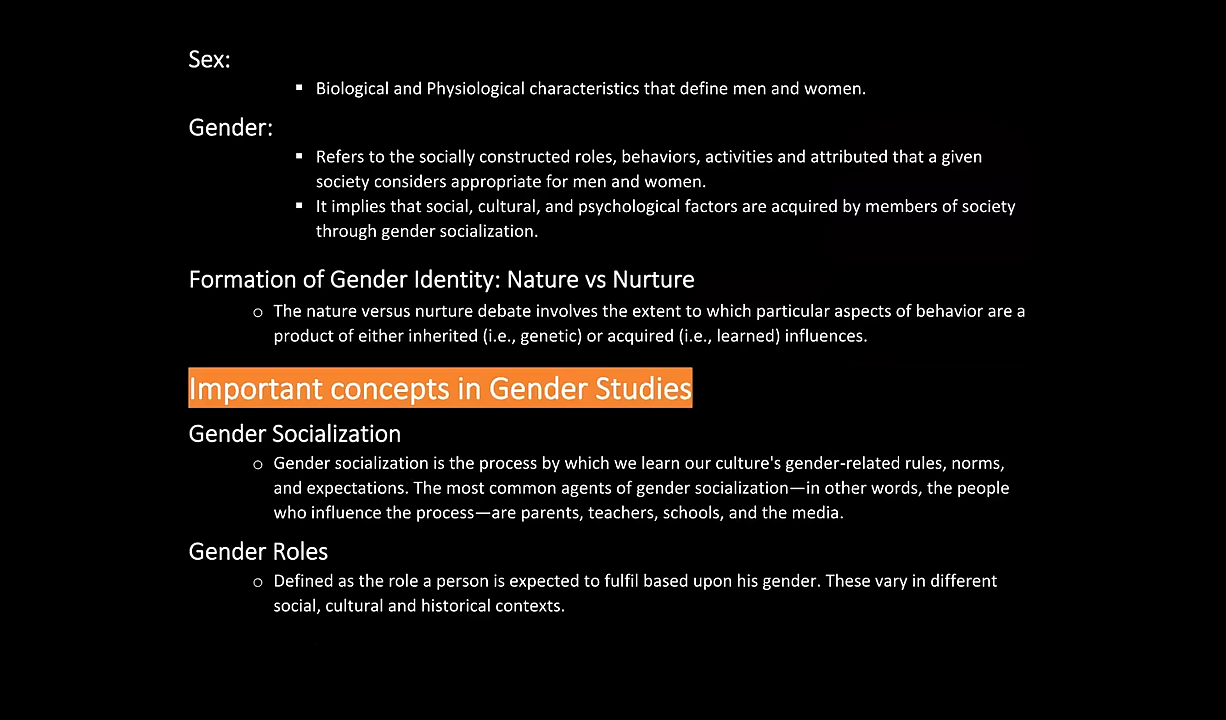 Sex:
▪ Biological and Physiological characteristics that define men and women.
Gender:
▪ Refers to the socially constructed roles, behaviors, activities and attributed that a given
society considers appropriate for men and women.
▪ It implies that social, cultural, and psychological factors are acquired by members of society
through gender socialization.
Formation of Gender Identity: Nature vs Nurture
o The nature versus nurture debate involves the extent to which particular aspects of behavior are a
product of either inherited (i.e., genetic) or acquired (i.e., learned) influences.
Important concepts in Gender Studies
Gender Socialization
o Gender socialization is the process by which we learn our culture's gender-related rules, norms,
and expectations. The most common agents of gender socialization—in other words, the people
who influence the process—are parents, teachers, schools, and the media.
Gender Roles
o Defined as the role a person is expected to fulfil based upon his gender. These vary in different
social, cultural and historical contexts.